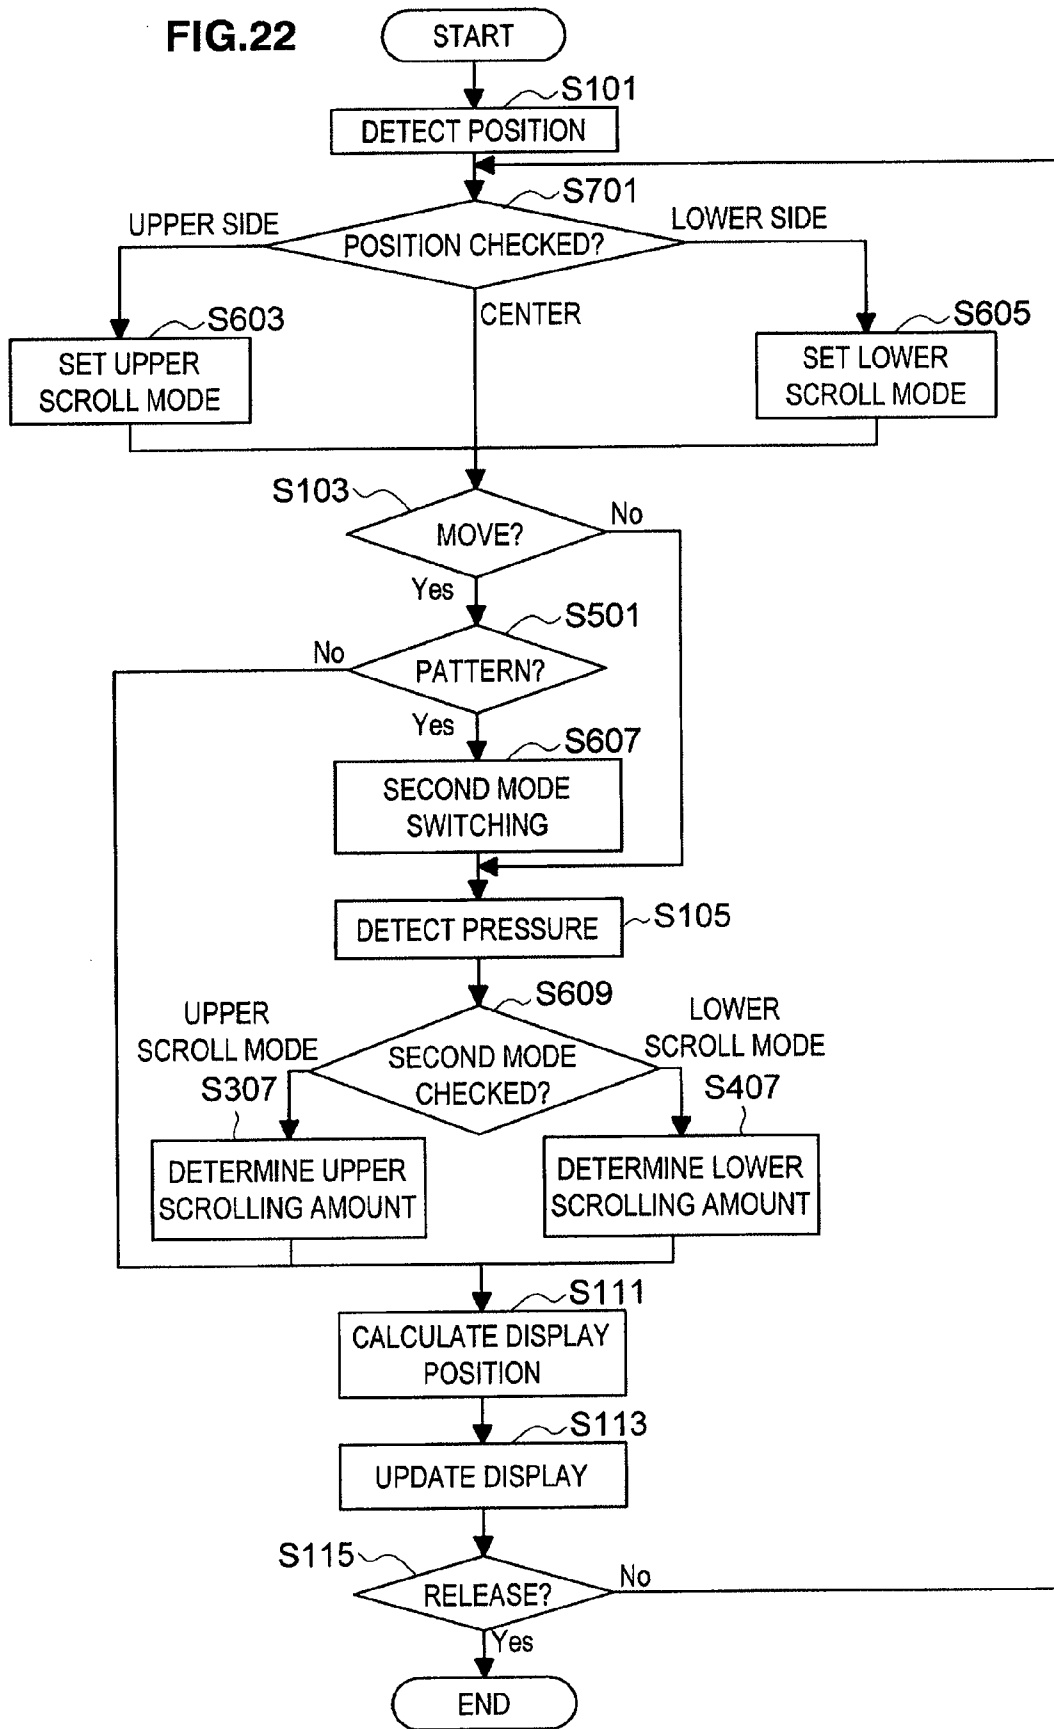 FIG.22
START
S101
DETECT POSITION
S701
UPPER SIDE
LOWER SIDE
POSITION CHECKED?
CENTER
S603
S605
SET UPPER
SCROLL MODE
SET LOWER
SCROLL MODE
S103
No
MOVE?
Yes
S501
No
PATTERN?
Yes
S607
SECOND MODE
SWITCHING
DETECT PRESSURE
S105
S609
UPPER
SCROLL MODE
LOWER
SCROLL MODE
SECOND MODE
CHECKED?
S307
S407
DETERMINE UPPER
SCROLLING AMOUNT
DETERMINE LOWER
SCROLLING AMOUNT
S111
CALCULATE DISPLAY
POSITION
S113
UPDATE DISPLAY
S115
RELEASE?
No
Yes
END